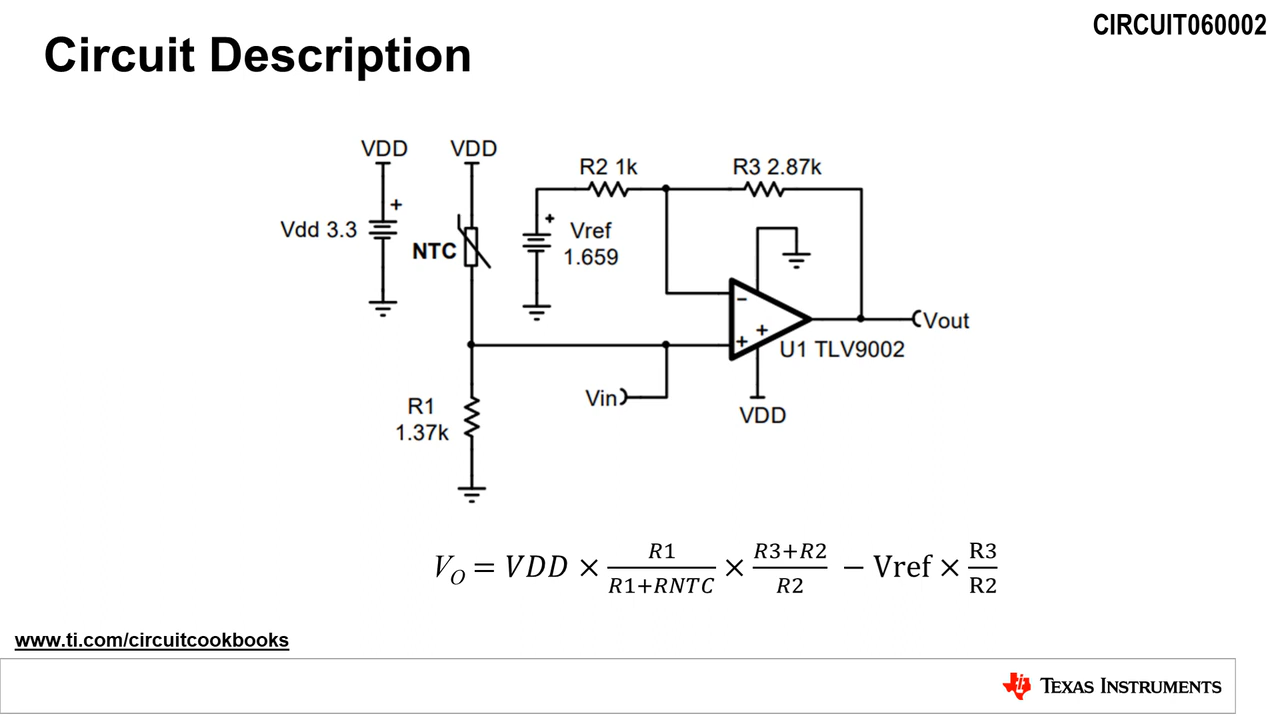 CIRCUIT060002
Circuit Description
VDD
VDD
R2 1k
R3 2.87k
+
Vdd 3.3
NTC
+
Vref
1.659
−
+
+
Vout
U1 TLV9002
Vin
VDD
R1
1.37k
V_O = VDD × R1/(R1+RNTC) × (R3+R2)/R2 − Vref × R3/R2
www.ti.com/circuitcookbooks
TEXAS INSTRUMENTS